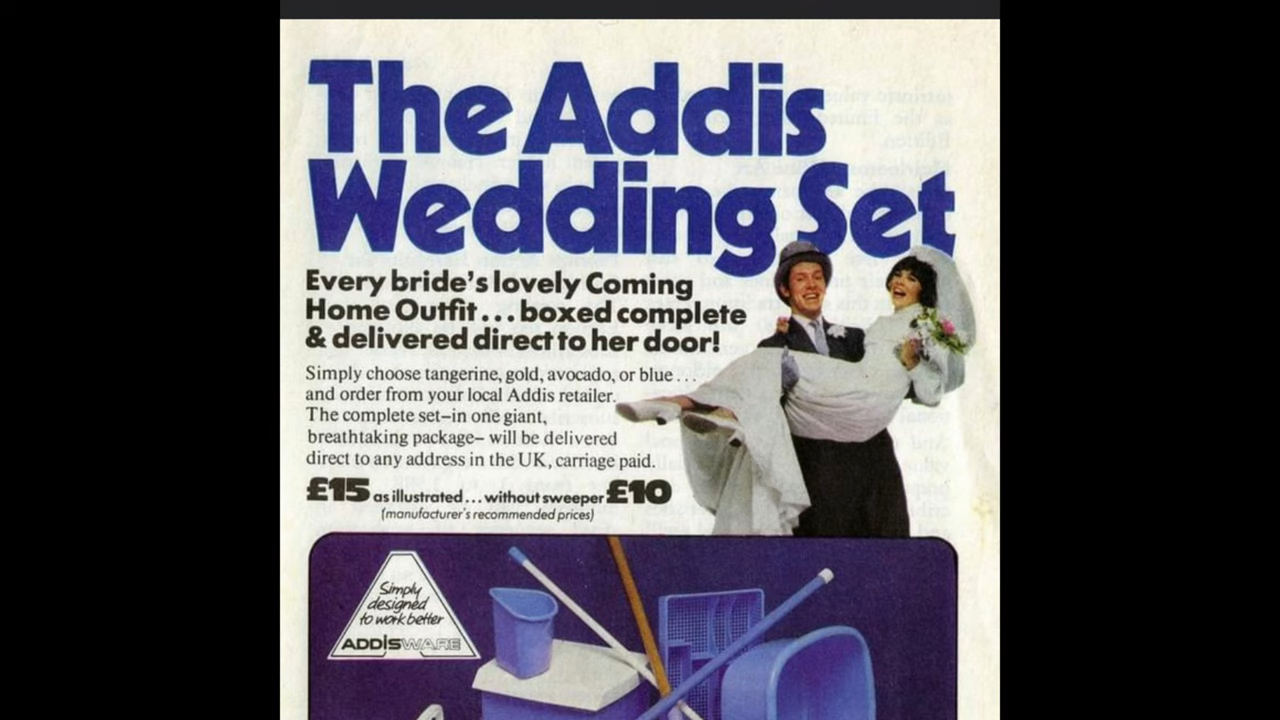 The Addis
Wedding Set
Every bride's lovely Coming
Home Outfit... boxed complete
& delivered direct to her door!
Simply choose tangerine, gold, avocado, or blue...
and order from your local Addis retailer.
The complete set–in one giant,
breathtaking package– will be delivered
direct to any address in the UK, carriage paid.
£15 as illustrated... without sweeper £10
(manufacturer's recommended prices)
Simply
designed
to work better
ADDISWARE